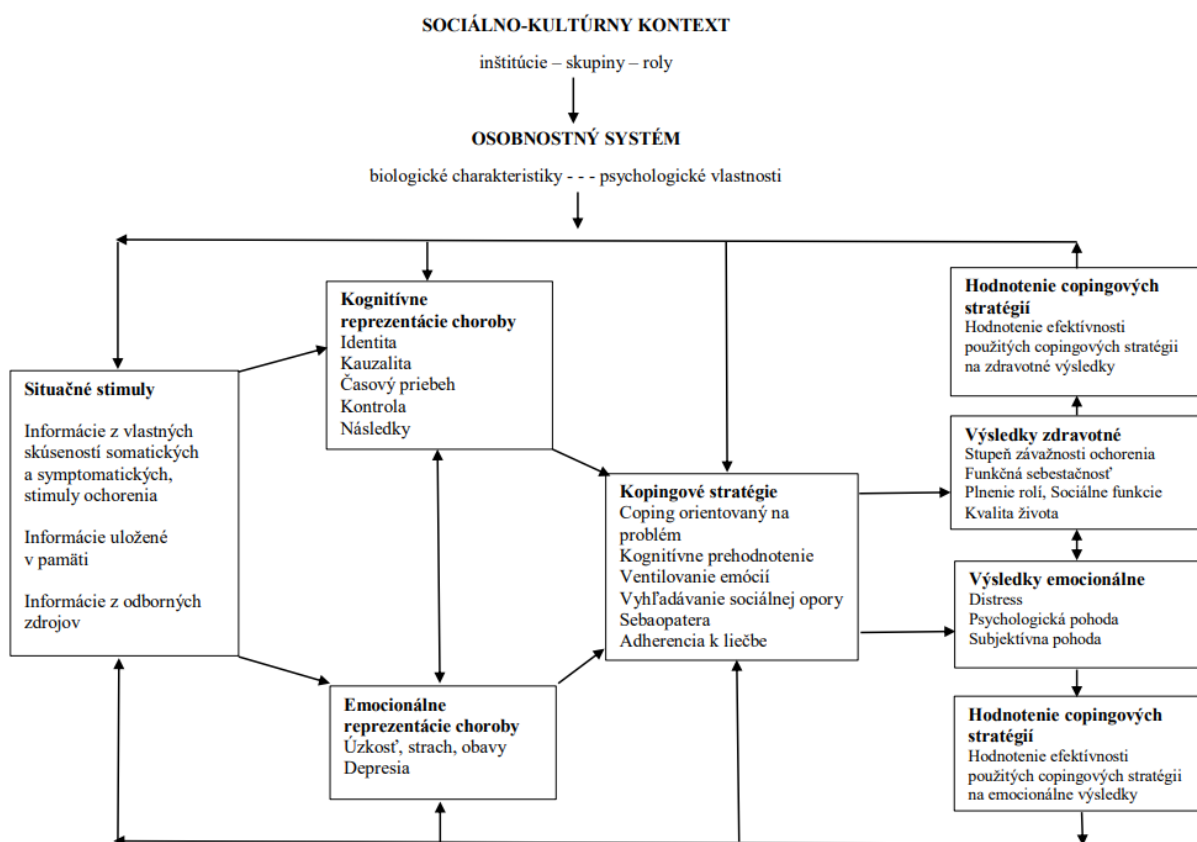 SOCIÁLNO-KULTÚRNY KONTEXT
inštitúcie – skupiny – roly
OSOBNOSTNÝ SYSTÉM
biologické charakteristiky - - - psychologické vlastnosti
Situačné stimuly
Informácie z vlastných
skúseností somatických
a symptomatických,
stimuly ochorenia
Informácie uložené
v pamäti
Informácie z odborných
zdrojov
Kognitívne
reprezentácie choroby
Identita
Kauzalita
Časový priebeh
Kontrola
Následky
Emocionálne
reprezentácie choroby
Úzkosť, strach, obavy
Depresia
Kopingové stratégie
Coping orientovaný na
problém
Kognitívne prehodnotenie
Ventilovanie emócií
Vyhľadávanie sociálnej opory
Sebaopatera
Adherencia k liečbe
Hodnotenie copingových
stratégií
Hodnotenie efektívnosti
použitých copingových stratégii
na zdravotné výsledky
Výsledky zdravotné
Stupeň závažnosti ochorenia
Funkčná sebestačnosť
Plnenie rolí, Sociálne funkcie
Kvalita života
Výsledky emocionálne
Distress
Psychologická pohoda
Subjektívna pohoda
Hodnotenie copingových
stratégií
Hodnotenie efektívnosti
použitých copingových stratégii
na emocionálne výsledky